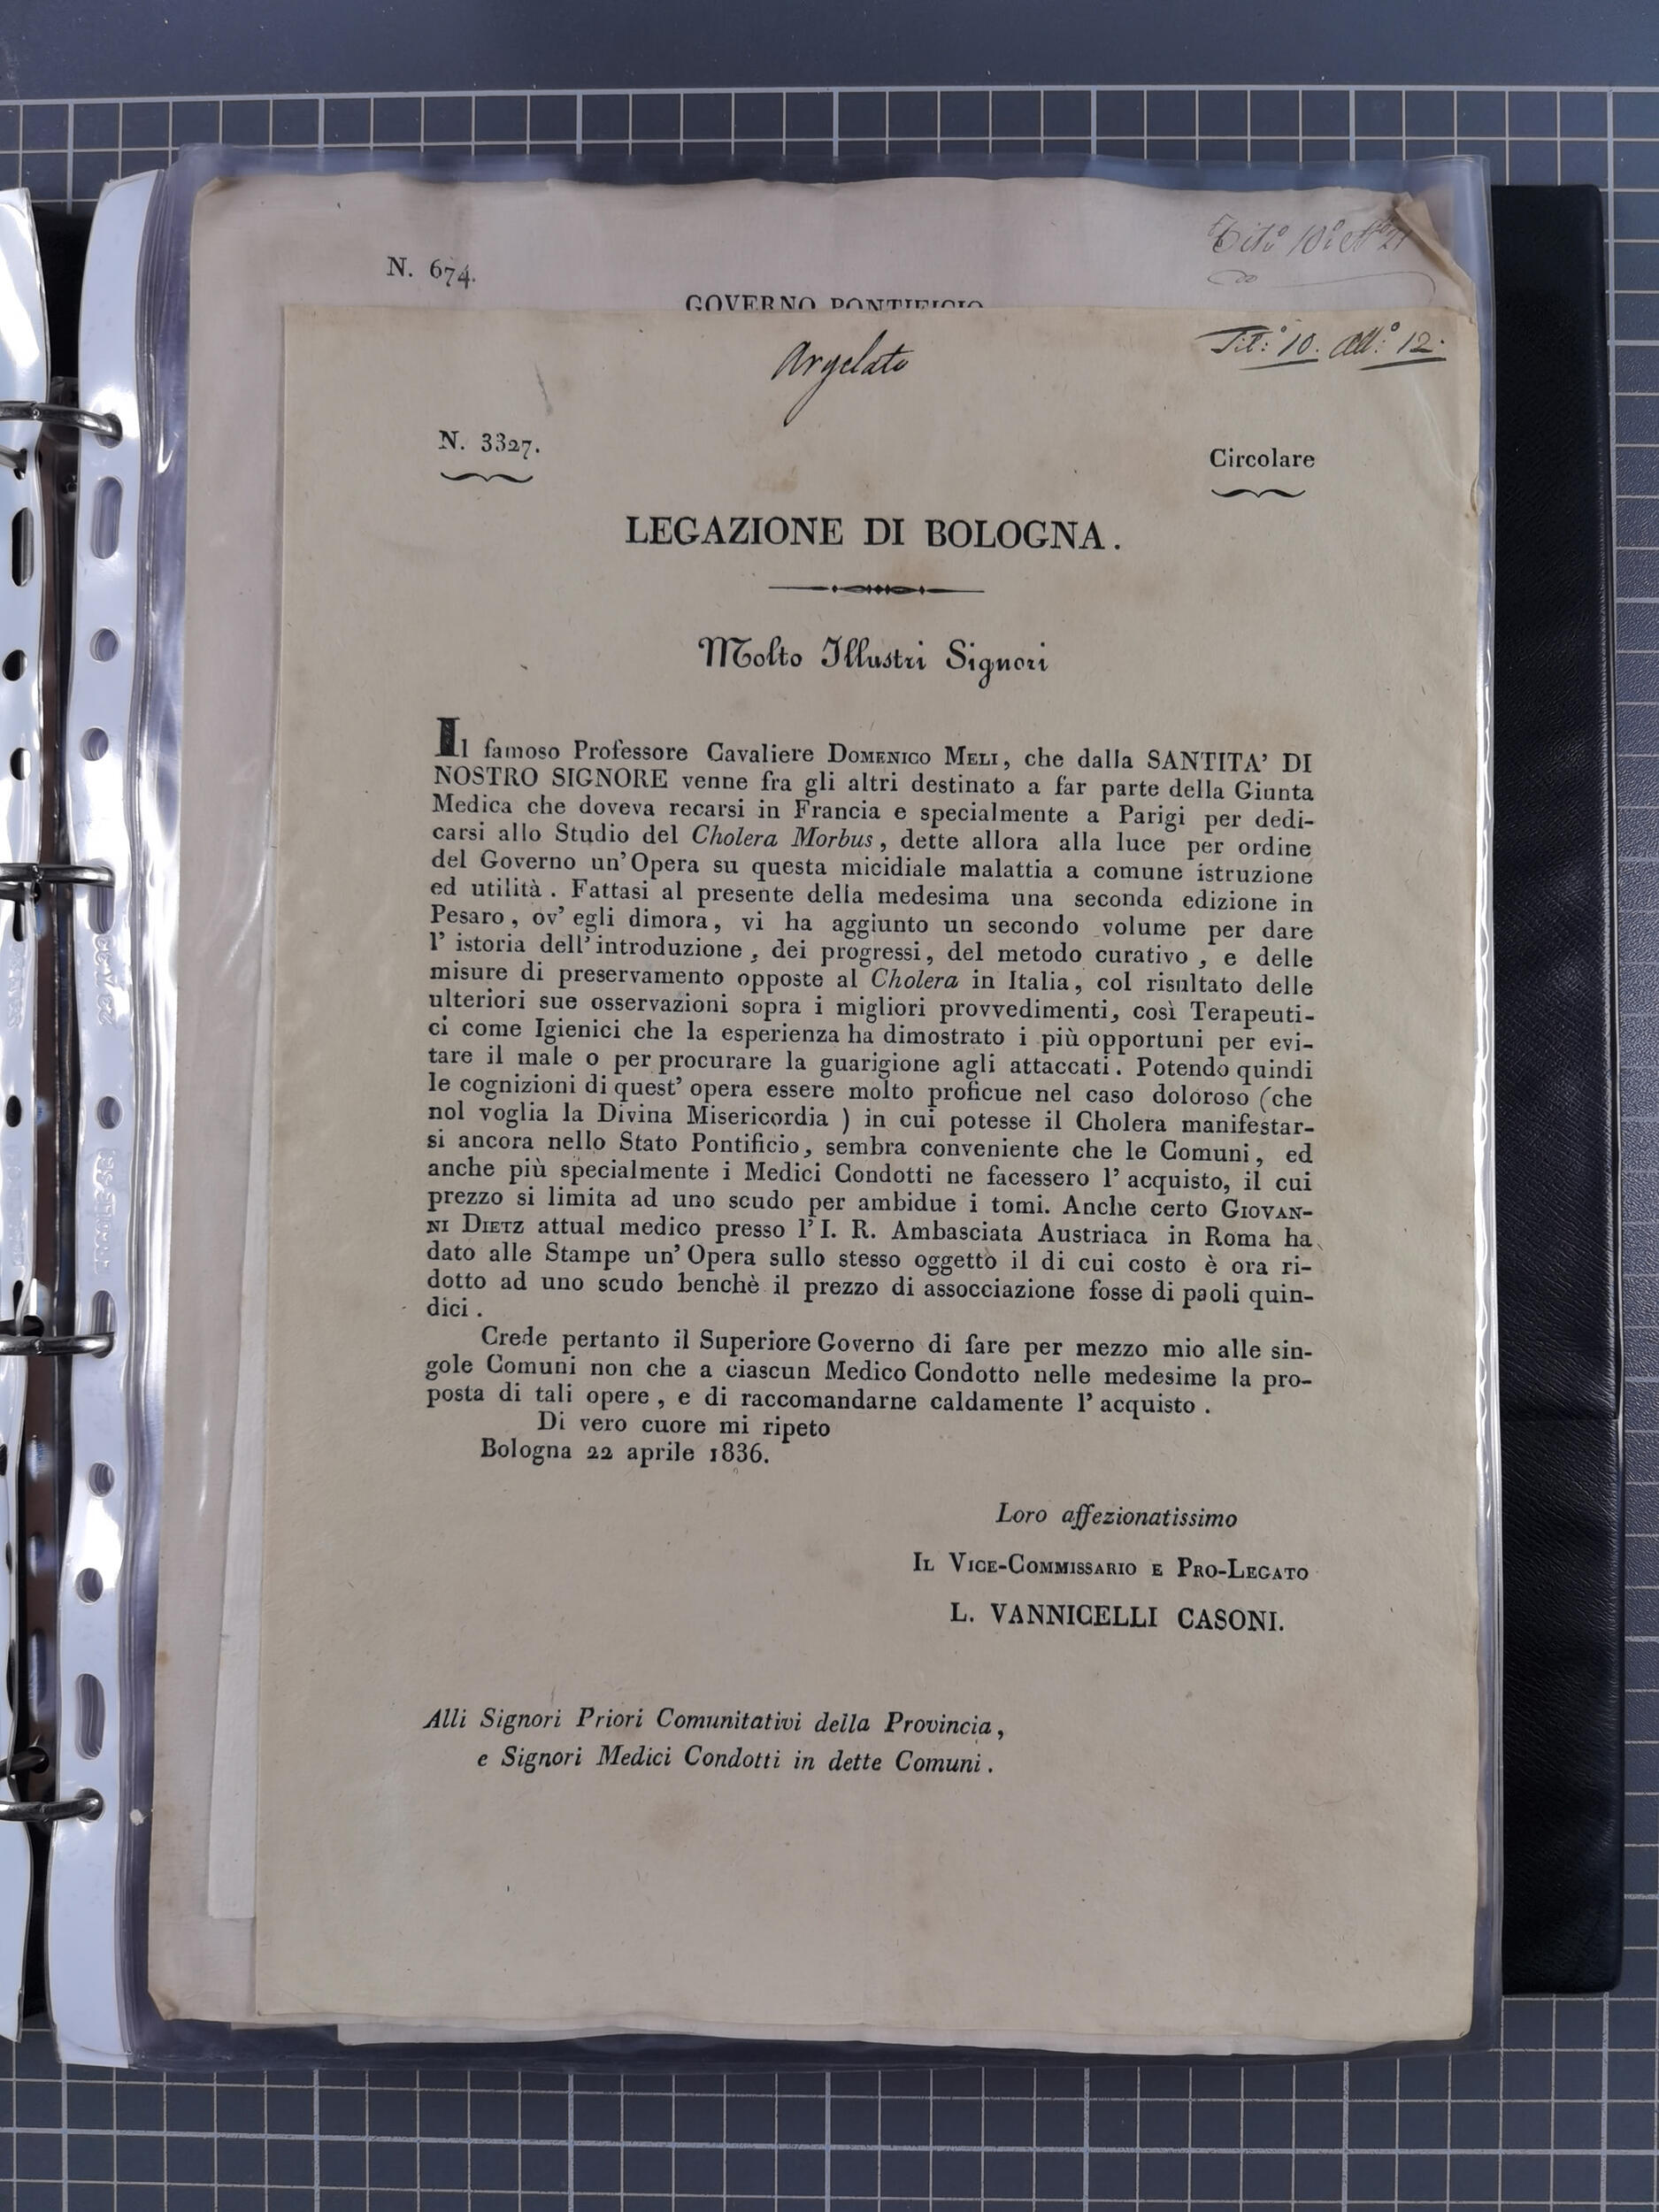 N. 674.
Tit.o 10 N.o 21
GOVERNO PONTIFICIO
Argelato
Tit:o 10. All:o 12.
N. 3327.
Circolare
LEGAZIONE DI BOLOGNA.
Molto Illustri Signori
Il famoso Professore Cavaliere Domenico Meli, che dalla SANTITA' DI
NOSTRO SIGNORE venne fra gli altri destinato a far parte della Giunta
Medica che doveva recarsi in Francia e specialmente a Parigi per dedi-
carsi allo Studio del Cholera Morbus, dette allora alla luce per ordine
del Governo un'Opera su questa micidiale malattia a comune istruzione
ed utilità. Fattasi al presente della medesima una seconda edizione in
Pesaro, ov'egli dimora, vi ha aggiunto un secondo volume per dare
l'istoria dell'introduzione, dei progressi, del metodo curativo, e delle
misure di preservamento opposte al Cholera in Italia, col risultato delle
ulteriori sue osservazioni sopra i migliori provvedimenti, così Terapeuti-
ci come Igienici che la esperienza ha dimostrato i più opportuni per evi-
tare il male o per procurare la guarigione agli attaccati. Potendo quindi
le cognizioni di quest'opera essere molto proficue nel caso doloroso (che
nol voglia la Divina Misericordia) in cui potesse il Cholera manifestar-
si ancora nello Stato Pontificio, sembra conveniente che le Comuni, ed
anche più specialmente i Medici Condotti ne facessero l'acquisto, il cui
prezzo si limita ad uno scudo per ambidue i tomi. Anche certo Giovan-
ni Dietz attual medico presso l'I. R. Ambasciata Austriaca in Roma ha
dato alle Stampe un'Opera sullo stesso oggetto il di cui costo è ora ri-
dotto ad uno scudo benchè il prezzo di associazione fosse di paoli quin-
dici.
Crede pertanto il Superiore Governo di fare per mezzo mio alle sin-
gole Comuni non che a ciascun Medico Condotto nelle medesime la pro-
posta di tali opere, e di raccomandarne caldamente l'acquisto.
Di vero cuore mi ripeto
Bologna 22 aprile 1836.
Loro affezionatissimo
Il Vice-Commissario e Pro-Legato
L. VANNICELLI CASONI.
Alli Signori Priori Comunitativi della Provincia,
e Signori Medici Condotti in dette Comuni.